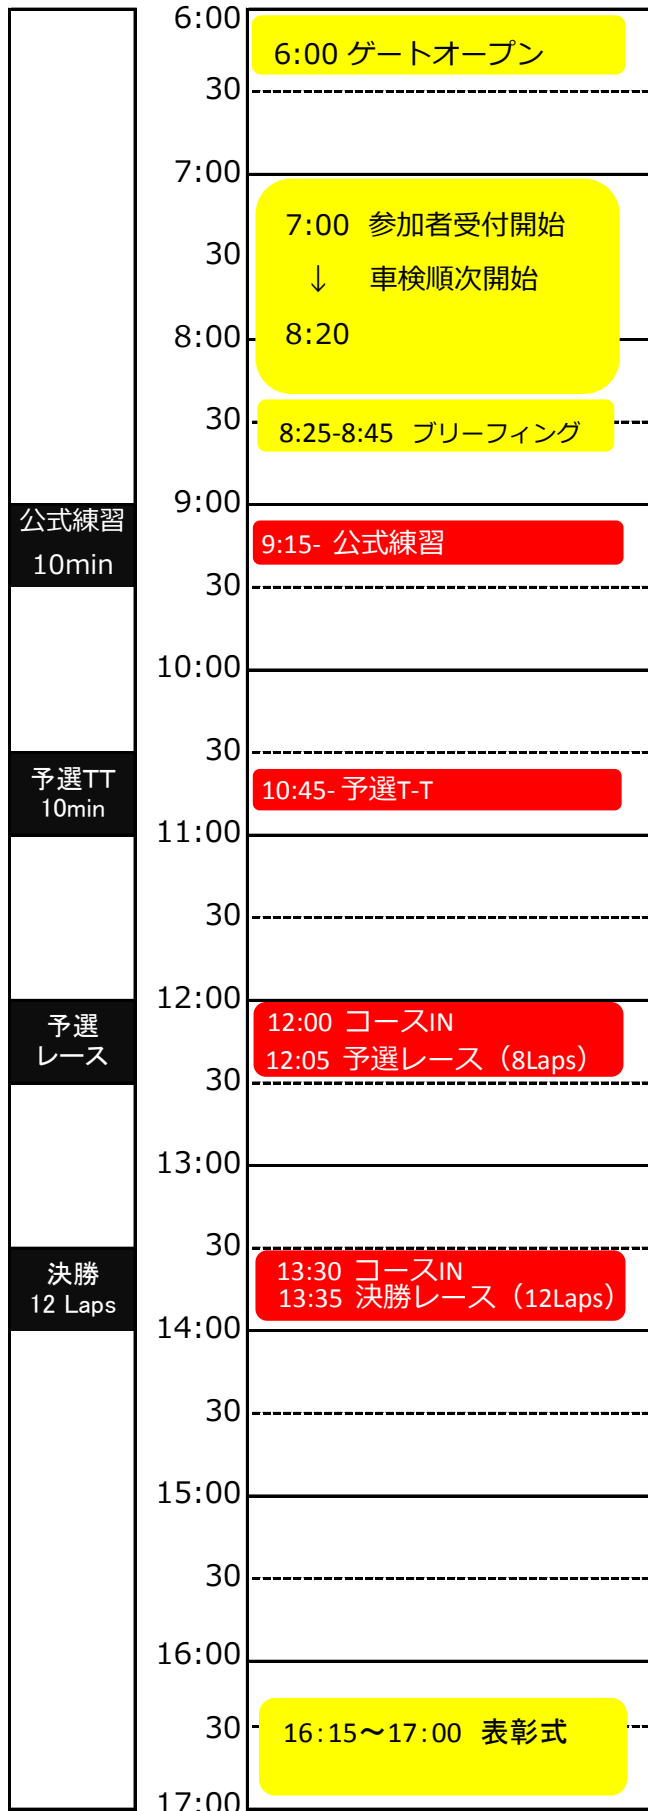 6:00
6:00 ゲートオープン
30
7:00
7:00 参加者受付開始
30
↓ 車検順次開始
8:00
8:20
30
8:25-8:45 ブリーフィング
9:00
公式練習
10min
9:15- 公式練習
30
10:00
30
予選TT
10min
10:45- 予選T-T
11:00
30
12:00
予選
レース
12:00 コースIN
12:05 予選レース（8Laps）
30
13:00
30
決勝
12 Laps
13:30 コースIN
13:35 決勝レース（12Laps）
14:00
30
15:00
30
16:00
30
16:15～17:00 表彰式
17:00